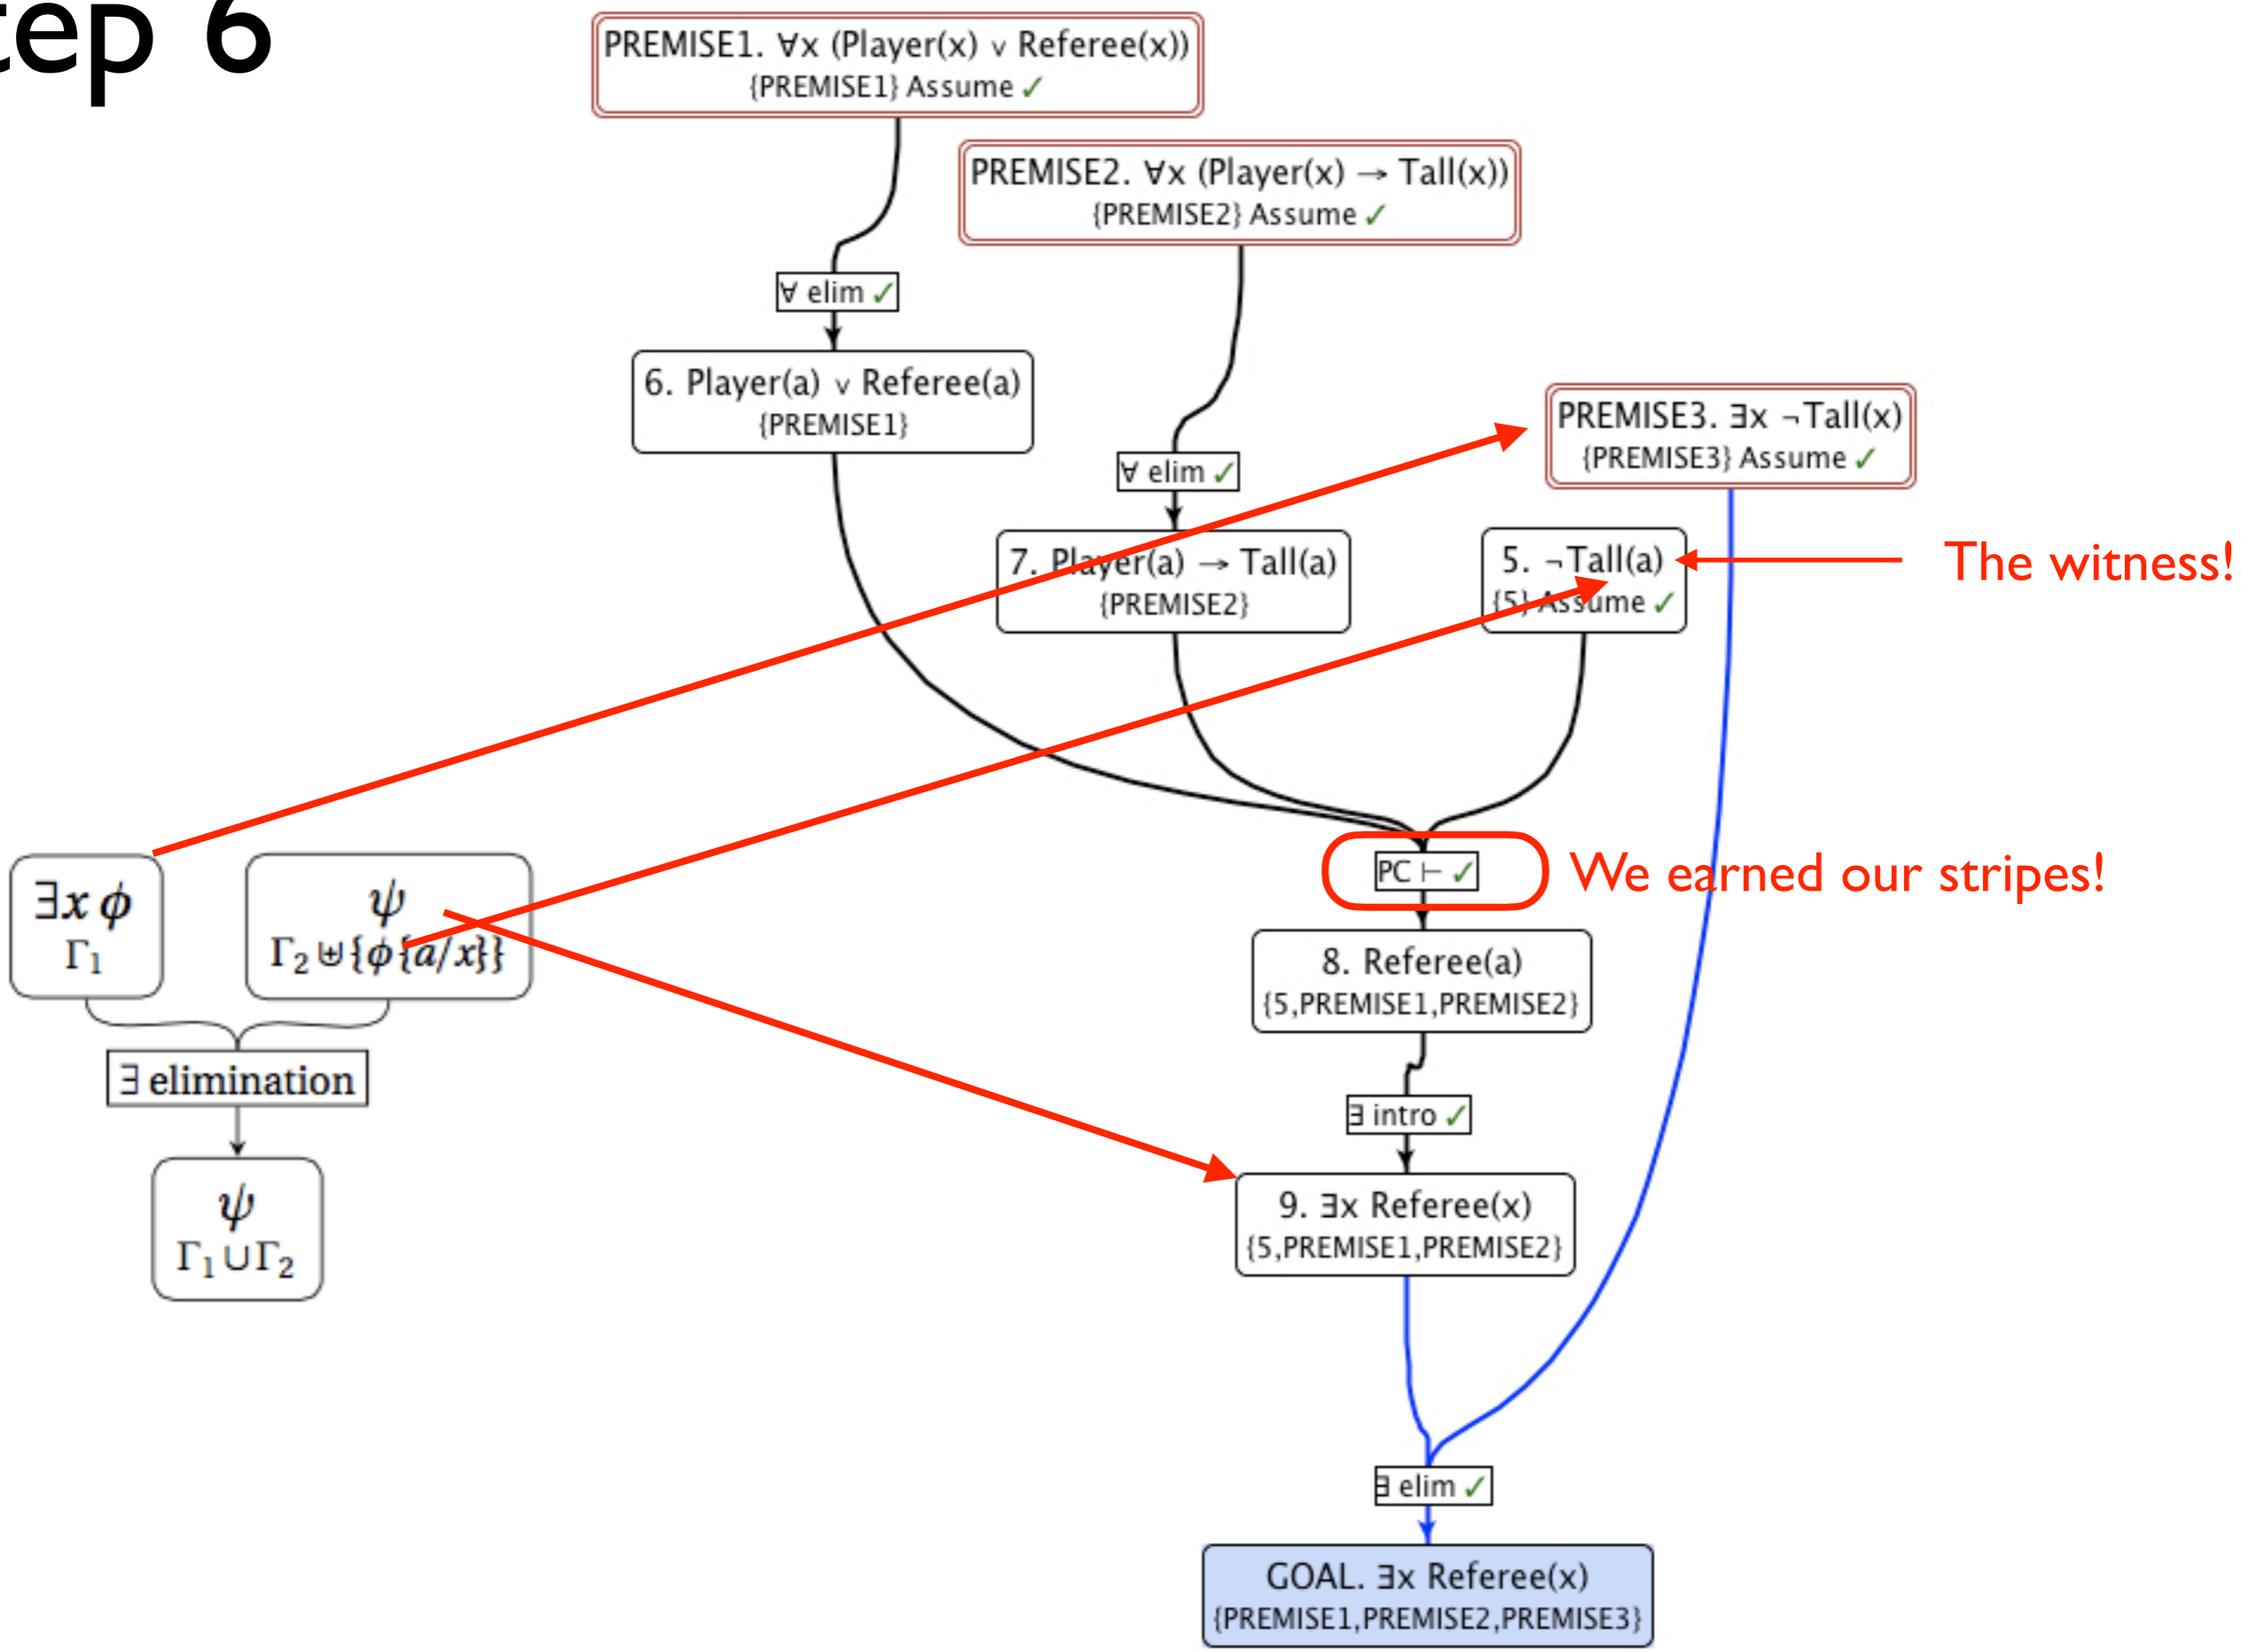 tep 6
PREMISE1. ∀x (Player(x) ∨ Referee(x))
{PREMISE1} Assume ✓
PREMISE2. ∀x (Player(x) → Tall(x))
{PREMISE2} Assume ✓
∀ elim ✓
6. Player(a) ∨ Referee(a)
{PREMISE1}
∀ elim ✓
PREMISE3. ∃x ¬Tall(x)
{PREMISE3} Assume ✓
7. Player(a) → Tall(a)
{PREMISE2}
5. ¬Tall(a)
{5} Assume ✓
The witness!
PC ⊢ ✓
We earned our stripes!
∃x ϕ
Γ₁
ψ
Γ₂ ⊎ {ϕ{a/x}}
∃ elimination
ψ
Γ₁ ∪ Γ₂
8. Referee(a)
{5,PREMISE1,PREMISE2}
∃ intro ✓
9. ∃x Referee(x)
{5,PREMISE1,PREMISE2}
∃ elim ✓
GOAL. ∃x Referee(x)
{PREMISE1,PREMISE2,PREMISE3}